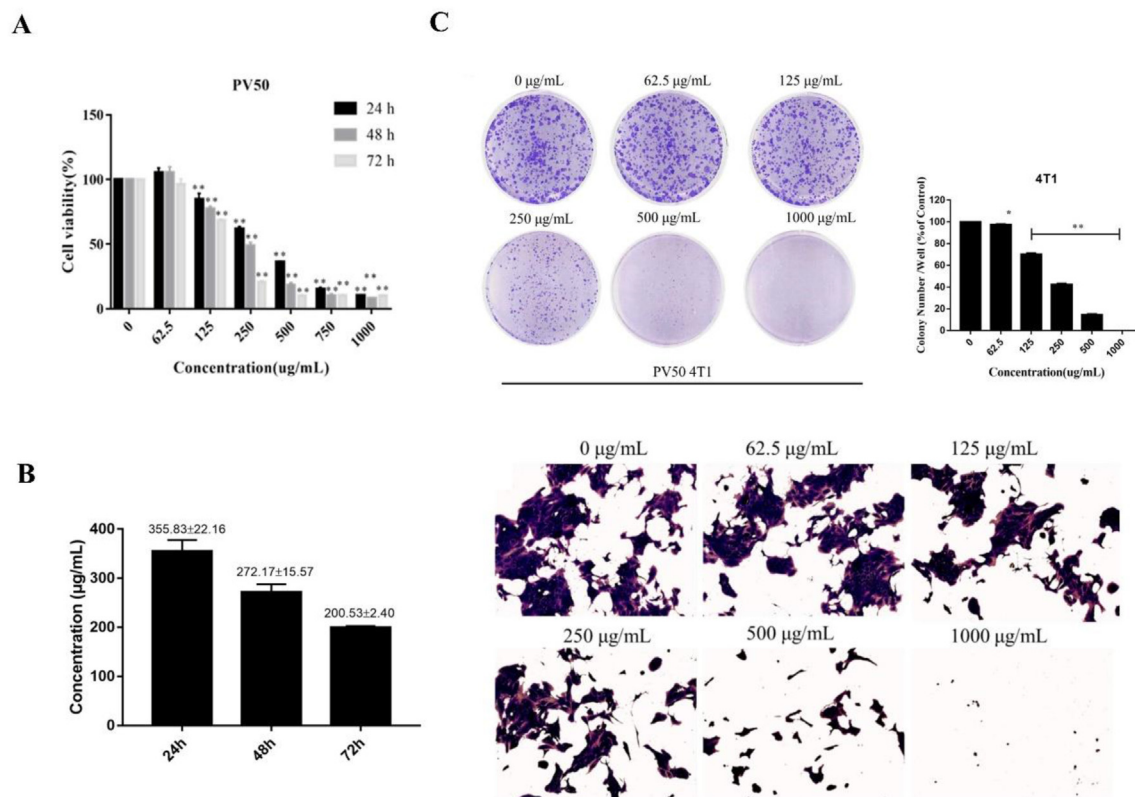 A
PV50
24 h
48 h
72 h
150
100
50
0
Cell viability(%)
** ** **
** ** **
** ** **
** ** **
** ** **
0 62.5 125 250 500 750 1000
Concentration(ug/mL)
B
400
300
200
100
0
Concentration (μg/mL)
355.83±22.16
272.17±15.57
200.53±2.40
24h 48h 72h
C
0 μg/mL 62.5 μg/mL 125 μg/mL
250 μg/mL 500 μg/mL 1000 μg/mL
PV50 4T1
4T1
120
100
80
60
40
20
0
Colony Number /Well (%of Control)
*
**
0 62.5 125 250 500 1000
Concentration(ug/mL)
0 μg/mL 62.5 μg/mL 125 μg/mL
250 μg/mL 500 μg/mL 1000 μg/mL